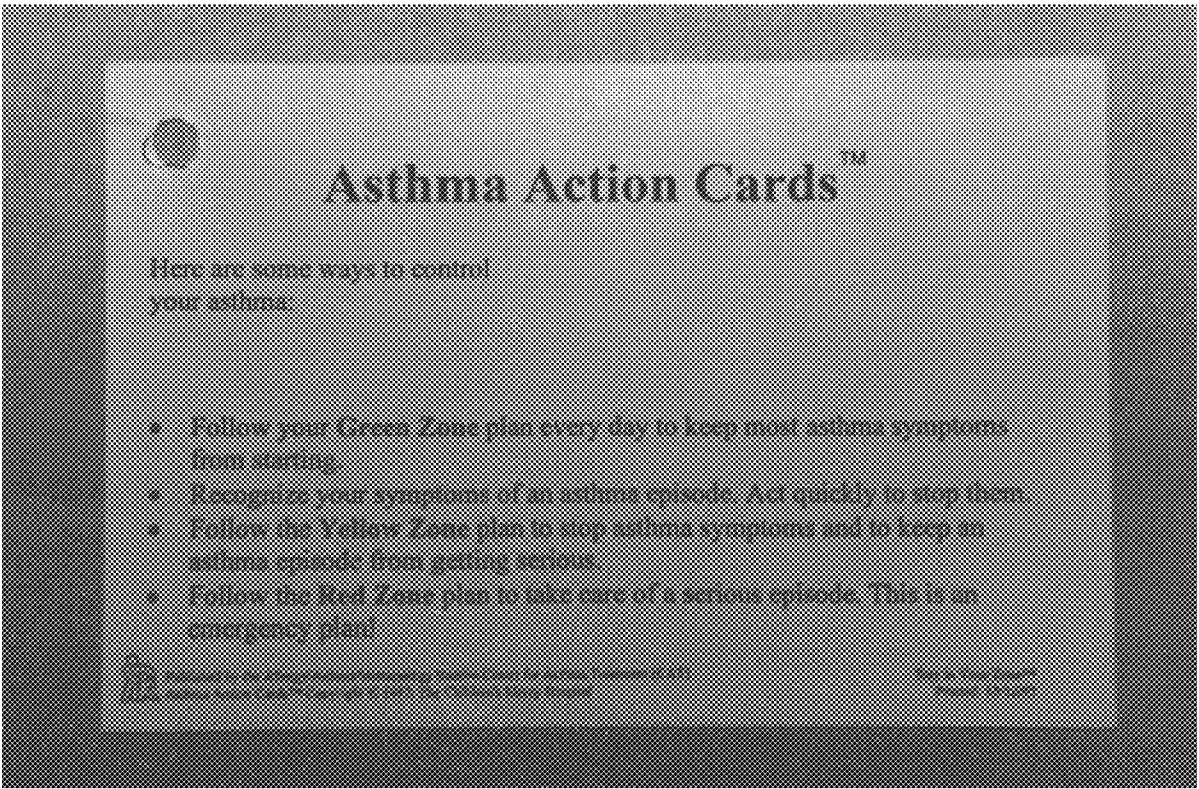 Asthma Action Cards™
Here are some ways to control
your asthma:
• Follow your Green Zone plan every day to keep most asthma symptoms
from starting.
• Recognize your symptoms of an asthma episode. Act quickly to stop them.
• Follow the Yellow Zone plan to stop asthma symptoms and to keep an
asthma episode from getting serious.
• Follow the Red Zone plan to take care of a serious episode. This is an
emergency plan!